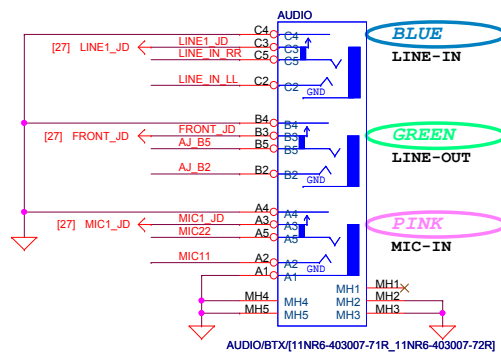 AUDIO
C4 C4 BLUE
[27] LINE1_JD LINE1_JD C3 C3 LINE-IN
LINE_IN_RR C5 C5
LINE_IN_LL C2 C2
GND
B4 B4 GREEN
[27] FRONT_JD FRONT_JD B3 B3
AJ_B5 B5 B5 LINE-OUT
AJ_B2 B2 B2
GND
A4 A4 PINK
[27] MIC1_JD MIC1_JD A3 A3
MIC22 A5 A5 MIC-IN
MIC11 A2 A2
GND
A1 A1
MH1 MH1
MH4 MH4 MH2 MH2
MH5 MH5 MH3 MH3
AUDIO/BTX/[11NR6-403007-71R_11NR6-403007-72R]